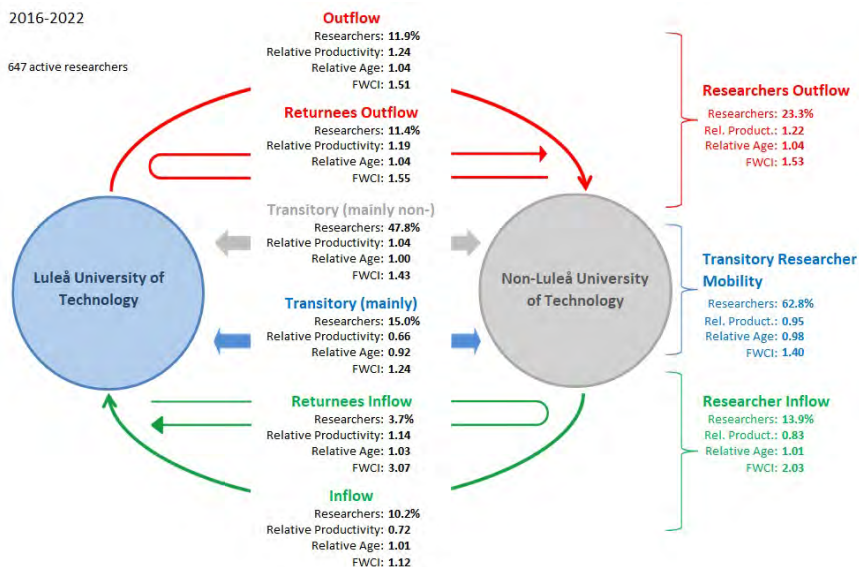 2016-2022
647 active researchers
Outflow
Researchers: 11.9%
Relative Productivity: 1.24
Relative Age: 1.04
FWCI: 1.51
Returnees Outflow
Researchers: 11.4%
Relative Productivity: 1.19
Relative Age: 1.04
FWCI: 1.55
Transitory (mainly non-)
Researchers: 47.8%
Relative Productivity: 1.04
Relative Age: 1.00
FWCI: 1.43
Luleå University of
Technology
Non-Luleå University
of Technology
Transitory (mainly)
Researchers: 15.0%
Relative Productivity: 0.66
Relative Age: 0.92
FWCI: 1.24
Returnees Inflow
Researchers: 3.7%
Relative Productivity: 1.14
Relative Age: 1.03
FWCI: 3.07
Inflow
Researchers: 10.2%
Relative Productivity: 0.72
Relative Age: 1.01
FWCI: 1.12
Researchers Outflow
Researchers: 23.3%
Rel. Product.: 1.22
Relative Age: 1.04
FWCI: 1.53
Transitory Researcher
Mobility
Researchers: 62.8%
Rel. Product.: 0.95
Relative Age: 0.98
FWCI: 1.40
Researcher Inflow
Researchers: 13.9%
Rel. Product.: 0.83
Relative Age: 1.01
FWCI: 2.03